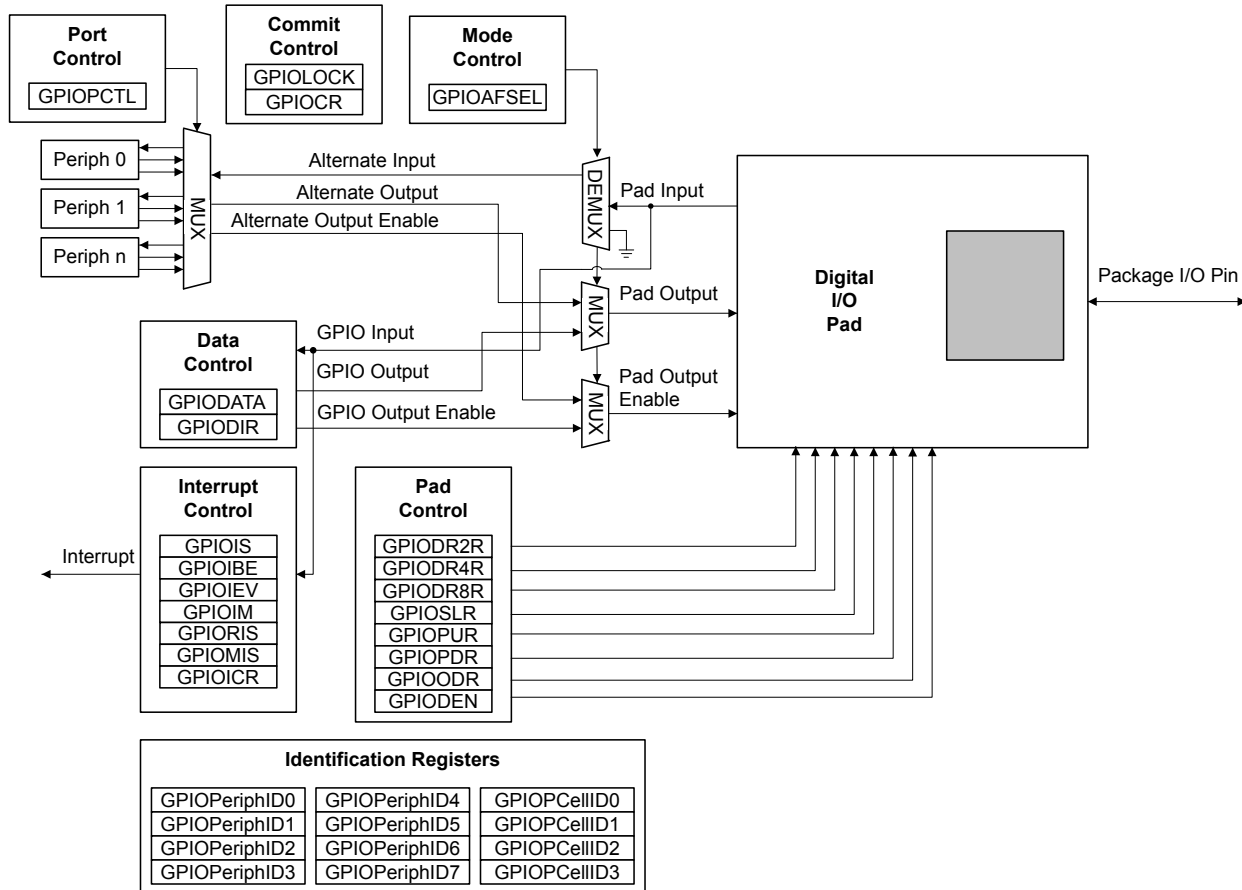 Port
Control
GPIOPCTL
Commit
Control
GPIOLOCK
GPIOCR
Mode
Control
GPIOAFSEL
Periph 0
Periph 1
Periph n
MUX
Alternate Input
Alternate Output
Alternate Output Enable
DEMUX
Pad Input
MUX
Pad Output
MUX
Pad Output
Enable
Digital
I/O
Pad
Package I/O Pin
Data
Control
GPIODATA
GPIODIR
GPIO Input
GPIO Output
GPIO Output Enable
Interrupt
Control
GPIOIS
GPIOIBE
GPIOIEV
GPIOIM
GPIORIS
GPIOMIS
GPIOICR
Interrupt
Pad
Control
GPIODR2R
GPIODR4R
GPIODR8R
GPIOSLR
GPIOPUR
GPIOPDR
GPIOODR
GPIODEN
Identification Registers
GPIOPeriphID0
GPIOPeriphID1
GPIOPeriphID2
GPIOPeriphID3
GPIOPeriphID4
GPIOPeriphID5
GPIOPeriphID6
GPIOPeriphID7
GPIOPCellID0
GPIOPCellID1
GPIOPCellID2
GPIOPCellID3